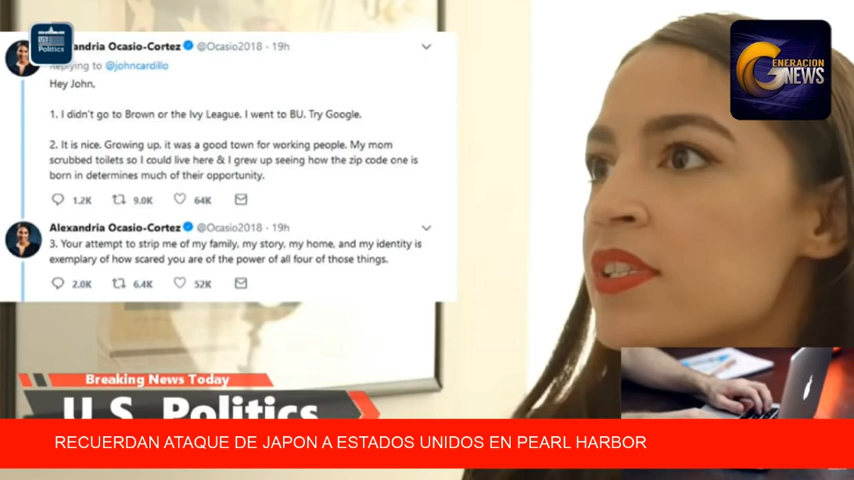 US
Politics
andria Ocasio-Cortez @Ocasio2018 · 19h
Replying to @johncardillo
Hey John,
1. I didn't go to Brown or the Ivy League. I went to BU. Try Google.
2. It is nice. Growing up, it was a good town for working people. My mom
scrubbed toilets so I could live here & I grew up seeing how the zip code one is
born in determines much of their opportunity.
1.2K 9.0K 64K
Alexandria Ocasio-Cortez @Ocasio2018 · 19h
3. Your attempt to strip me of my family, my story, my home, and my identity is
exemplary of how scared you are of the power of all four of those things.
2.0K 6.4K 52K
GENERACION
NEWS
Breaking News Today
U.S. Politics
RECUERDAN ATAQUE DE JAPON A ESTADOS UNIDOS EN PEARL HARBOR